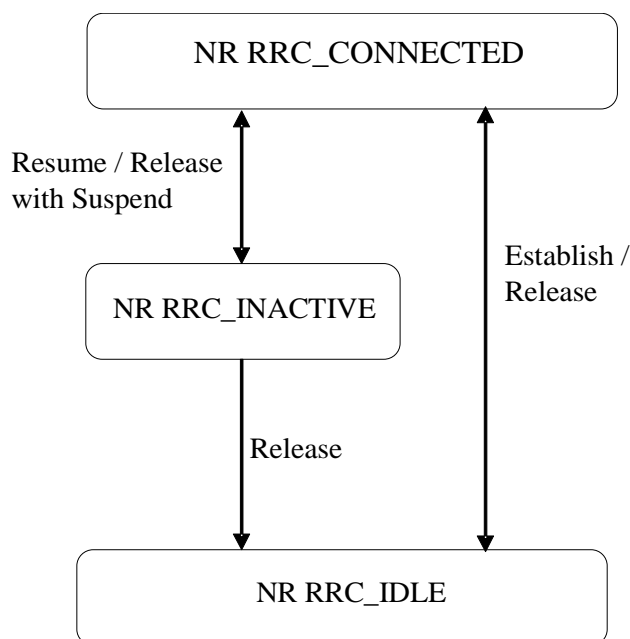 NR RRC_CONNECTED
Resume / Release
with Suspend
Establish /
Release
NR RRC_INACTIVE
Release
NR RRC_IDLE